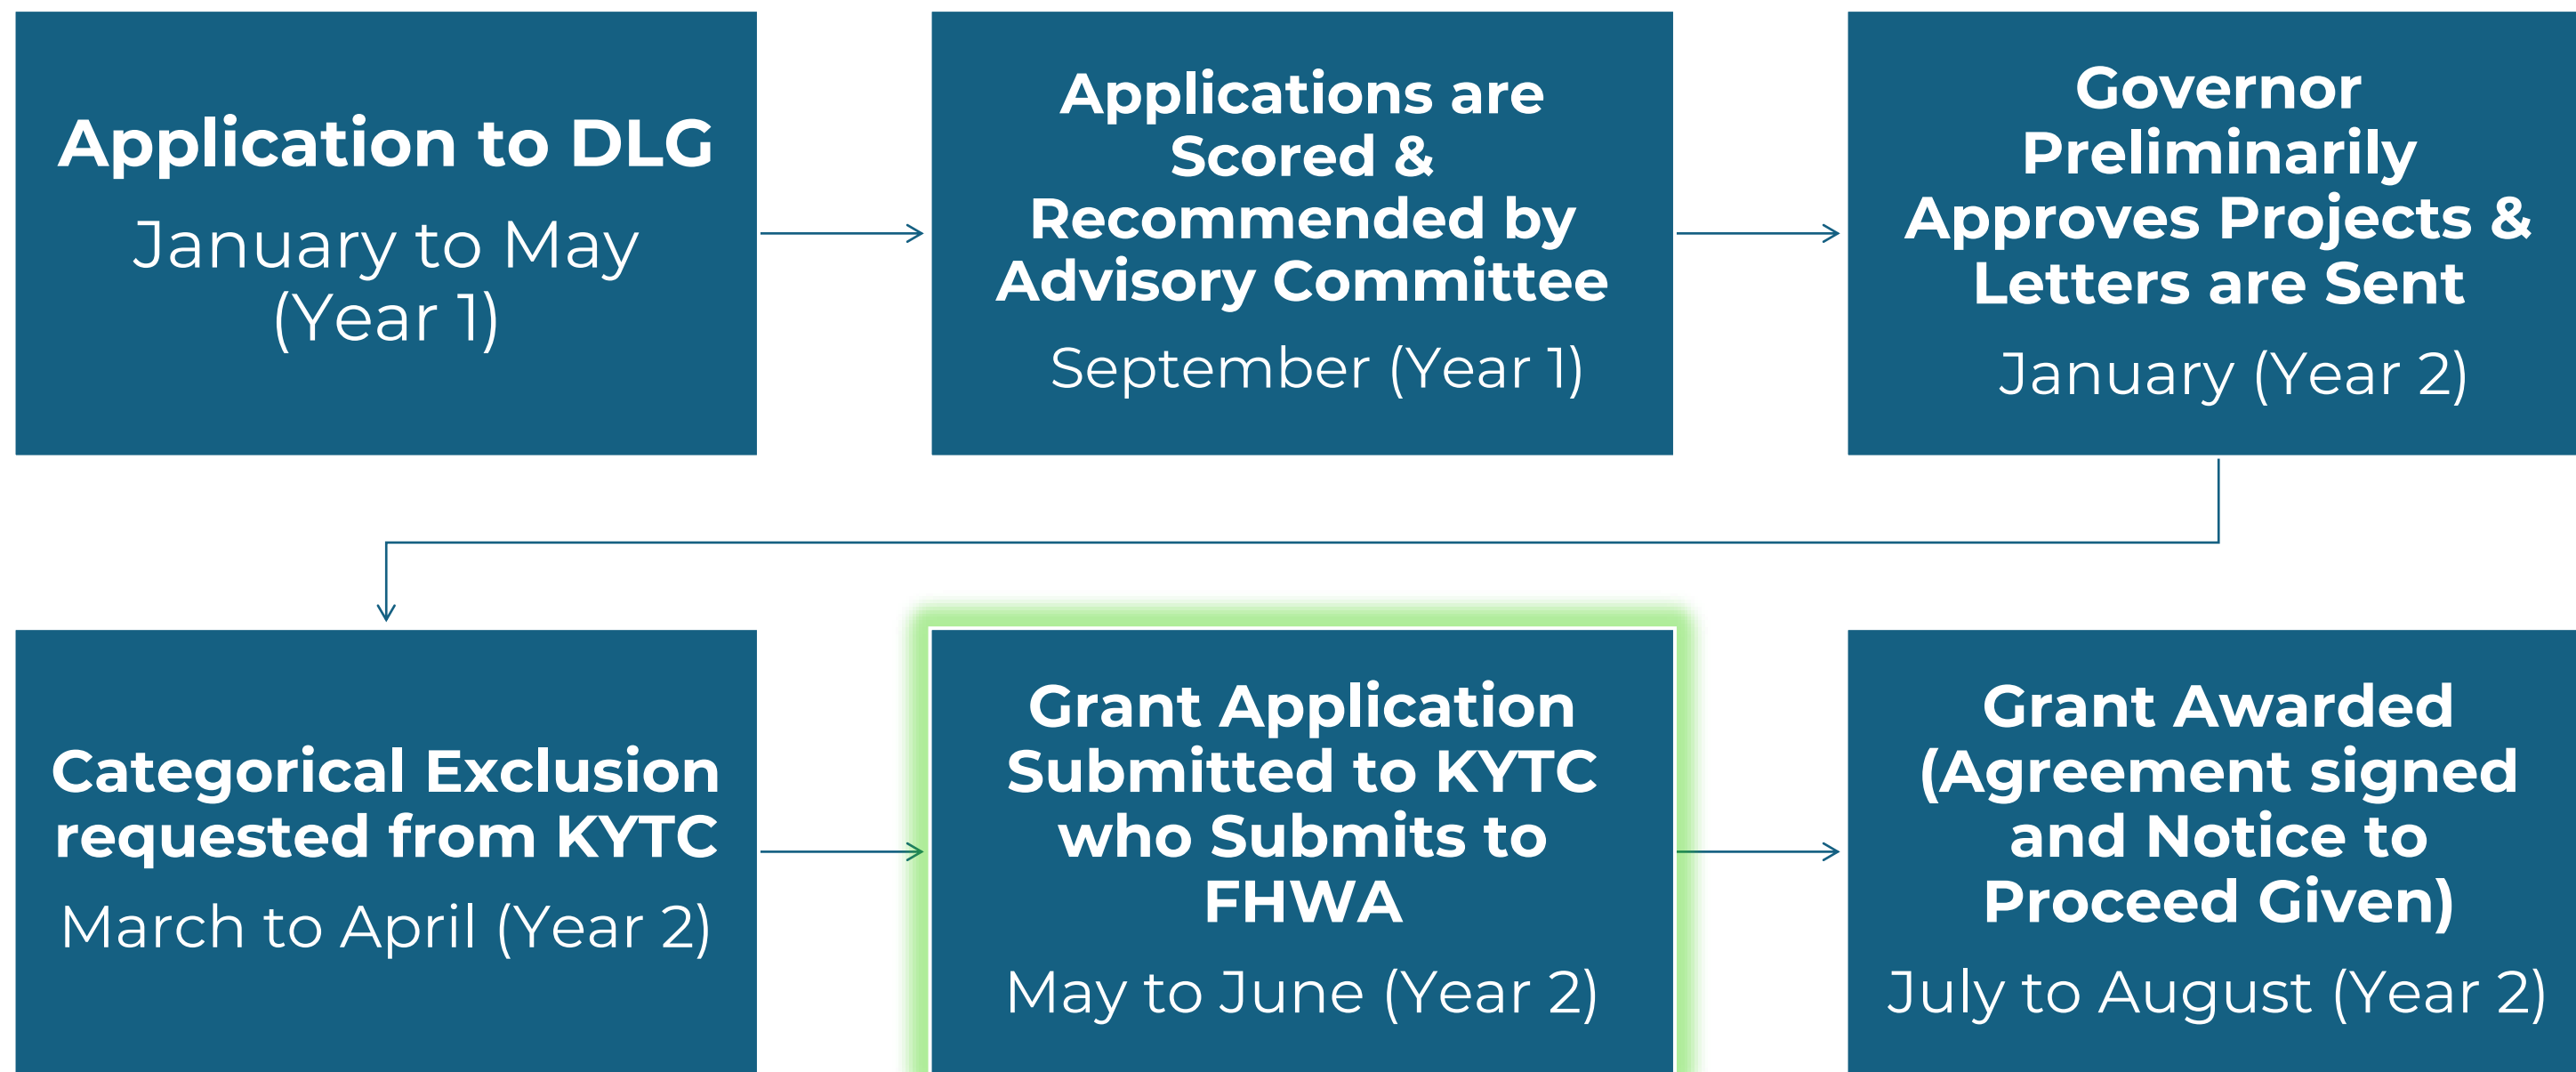 Application to DLG
January to May
(Year 1)
Applications are
Scored &
Recommended by
Advisory Committee
September (Year 1)
Governor
Preliminarily
Approves Projects &
Letters are Sent
January (Year 2)
Categorical Exclusion
requested from KYTC
March to April (Year 2)
Grant Application
Submitted to KYTC
who Submits to
FHWA
May to June (Year 2)
Grant Awarded
(Agreement signed
and Notice to
Proceed Given)
July to August (Year 2)